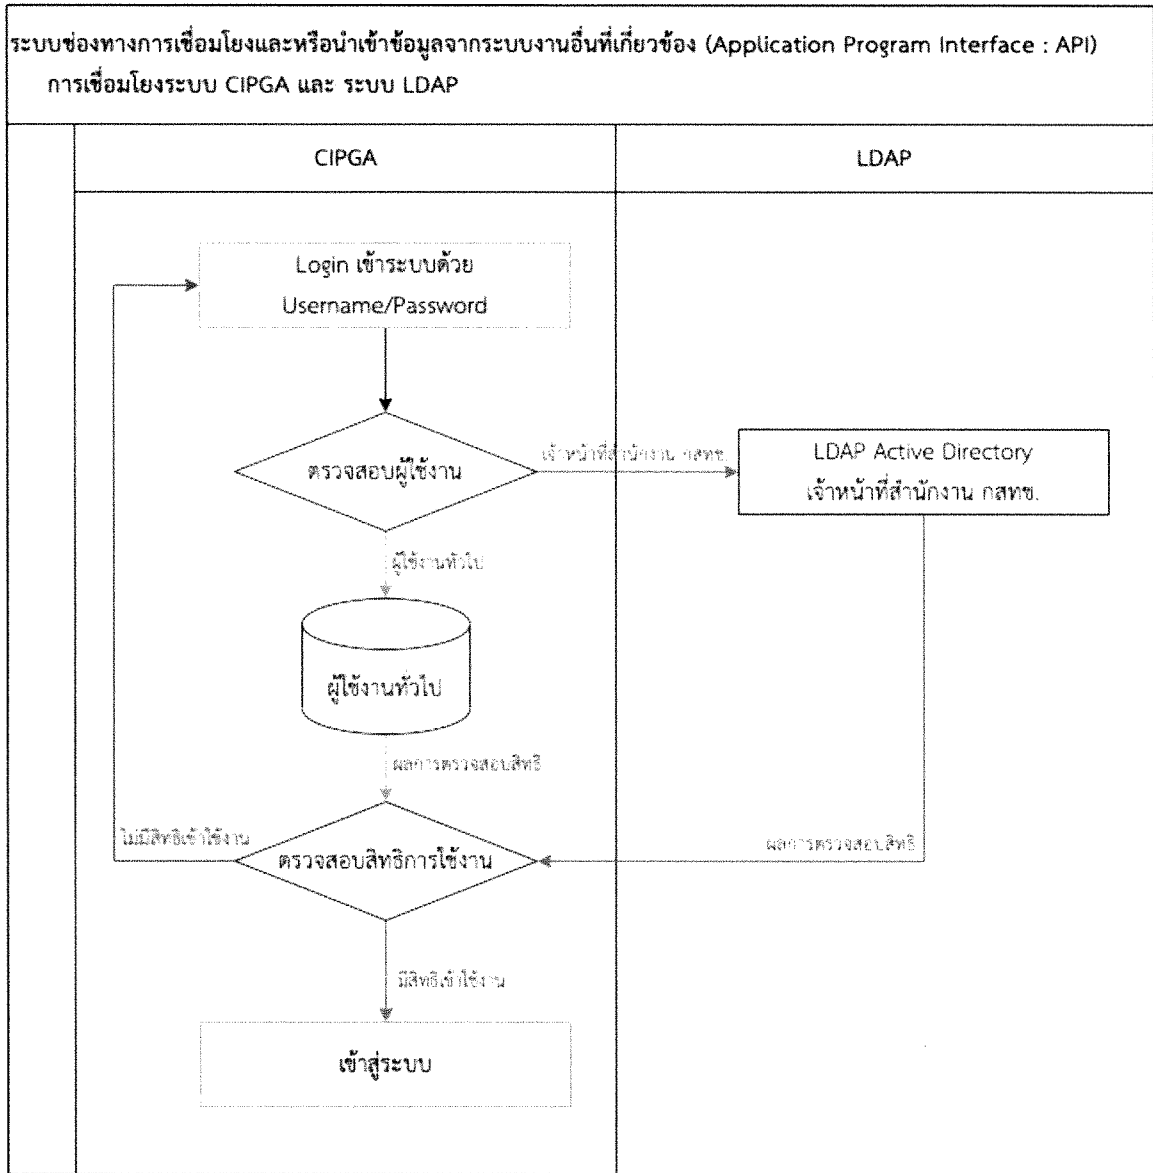 ระบบช่องทางการเชื่อมโยงและหรือนำเข้าข้อมูลจากระบบงานอื่นที่เกี่ยวข้อง (Application Program Interface : API)
การเชื่อมโยงระบบ CIPGA และ ระบบ LDAP
CIPGA
LDAP
Login เข้าระบบด้วย
Username/Password
ตรวจสอบผู้ใช้งาน
เจ้าหน้าที่สำนักงาน กสทช.
LDAP Active Directory
เจ้าหน้าที่สำนักงาน กสทช.
ผู้ใช้งานทั่วไป
ผู้ใช้งานทั่วไป
ผลการตรวจสอบสิทธิ
ไม่มีสิทธิเข้าใช้งาน
ตรวจสอบสิทธิการใช้งาน
ผลการตรวจสอบสิทธิ
มีสิทธิเข้าใช้งาน
เข้าสู่ระบบ